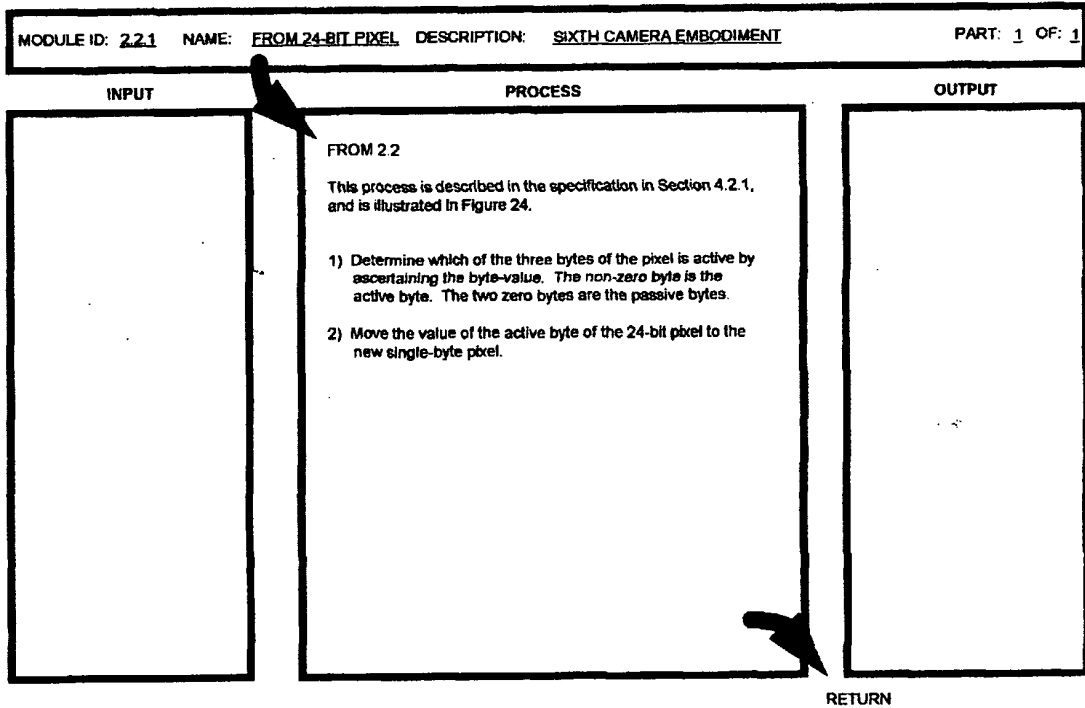 MODULE ID: 2.2.1 NAME: FROM 24-BIT PIXEL DESCRIPTION: SIXTH CAMERA EMBODIMENT PART: 1 OF: 1
INPUT PROCESS OUTPUT
FROM 2.2
This process is described in the specification in Section 4.2.1,
and is illustrated in Figure 24.
1) Determine which of the three bytes of the pixel is active by
ascertaining the byte-value. The non-zero byte is the
active byte. The two zero bytes are the passive bytes.
2) Move the value of the active byte of the 24-bit pixel to the
new single-byte pixel.
RETURN